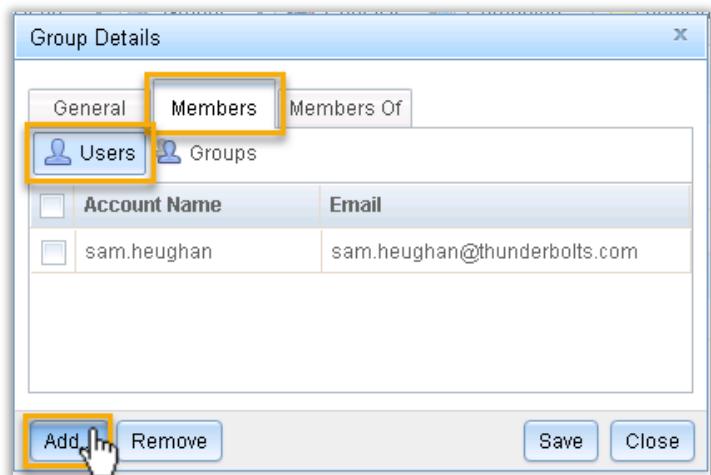 Group Details x
General Members Members Of
Users Groups
Account Name Email
sam.heughan sam.heughan@thunderbolts.com
Add Remove Save Close